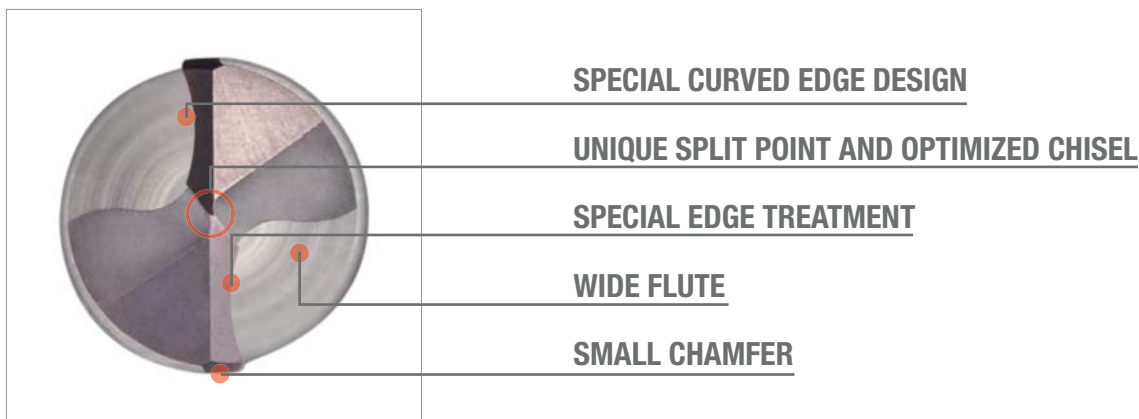 SPECIAL CURVED EDGE DESIGN
UNIQUE SPLIT POINT AND OPTIMIZED CHISEL
SPECIAL EDGE TREATMENT
WIDE FLUTE
SMALL CHAMFER